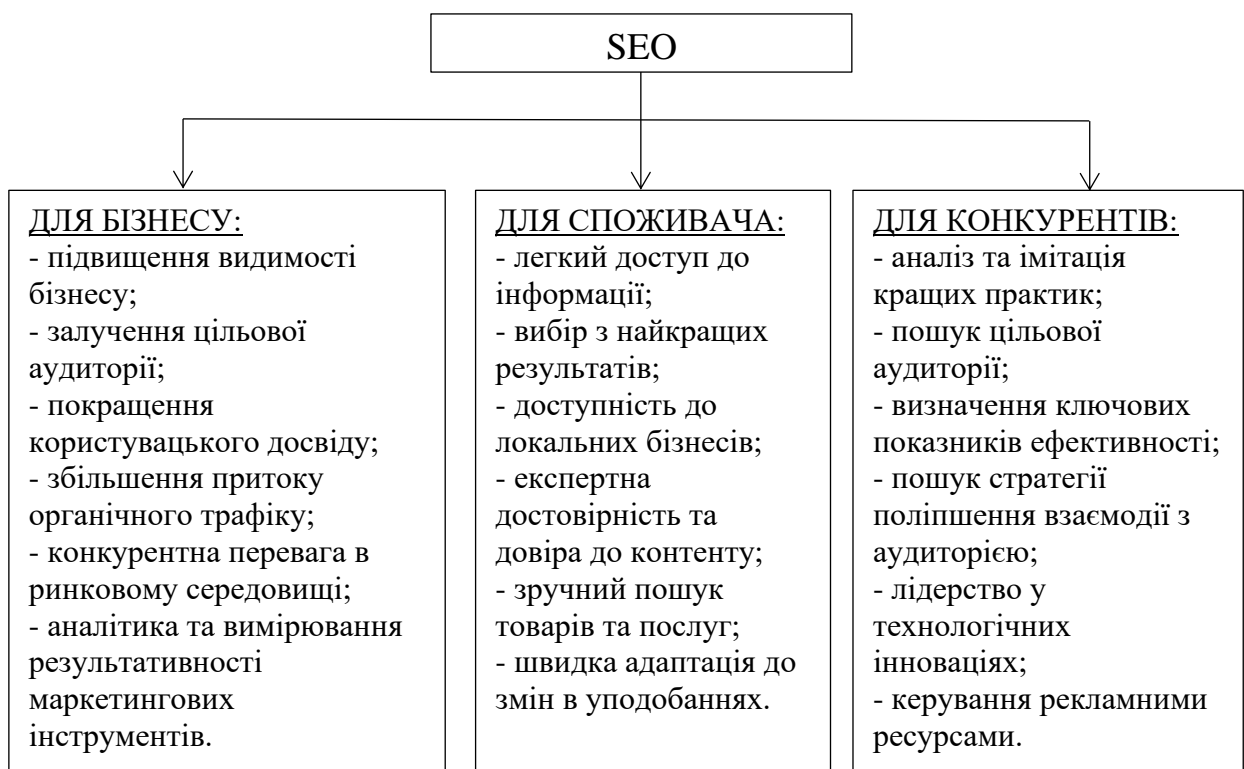 SEO
ДЛЯ БІЗНЕСУ:
- підвищення видимості
бізнесу;
- залучення цільової
аудиторії;
- покращення
користувацького досвіду;
- збільшення притоку
органічного трафіку;
- конкурентна перевага в
ринковому середовищі;
- аналітика та вимірювання
результативності
маркетингових
інструментів.
ДЛЯ СПОЖИВАЧА:
- легкий доступ до
інформації;
- вибір з найкращих
результатів;
- доступність до
локальних бізнесів;
- експертна
достовірність та
довіра до контенту;
- зручний пошук
товарів та послуг;
- швидка адаптація до
змін в уподобаннях.
ДЛЯ КОНКУРЕНТІВ:
- аналіз та імітація
кращих практик;
- пошук цільової
аудиторії;
- визначення ключових
показників ефективності;
- пошук стратегії
поліпшення взаємодії з
аудиторією;
- лідерство у
технологічних
інноваціях;
- керування рекламними
ресурсами.